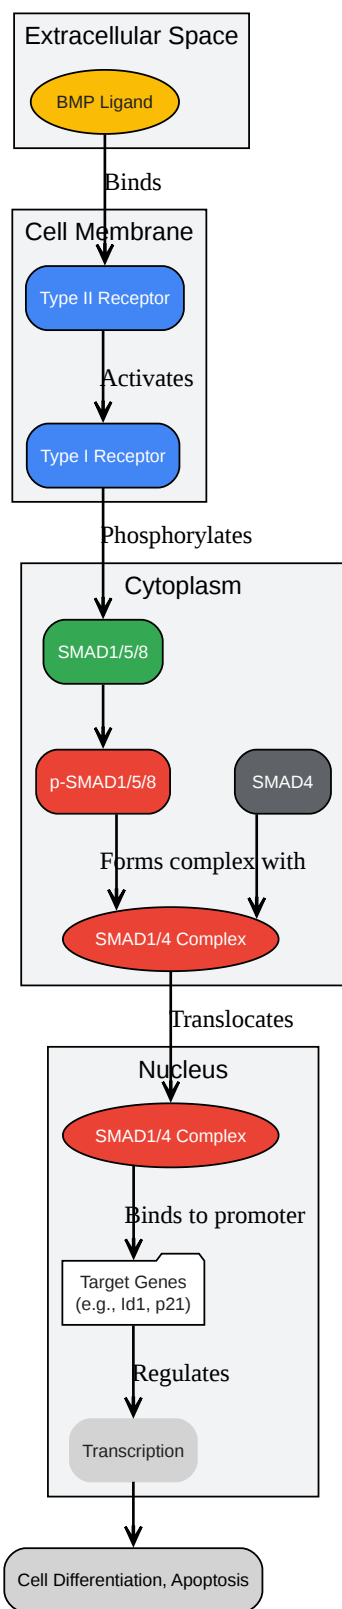 Extracellular Space
BMP Ligand
Binds
Cell Membrane
Type II Receptor
Activates
Type I Receptor
Phosphorylates
Cytoplasm
SMAD1/5/8
p-SMAD1/5/8
SMAD4
Forms complex with
SMAD1/4 Complex
Translocates
Nucleus
SMAD1/4 Complex
Binds to promoter
Target Genes
(e.g., Id1, p21)
Regulates
Transcription
Cell Differentiation, Apoptosis